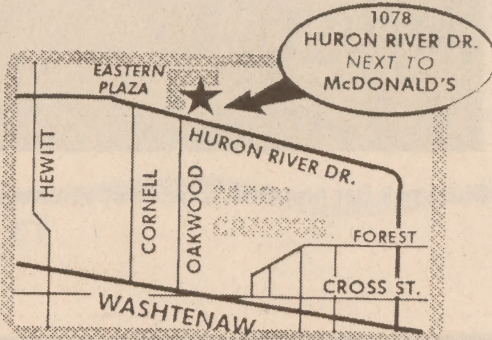 1078
HURON RIVER DR.
NEXT TO
McDONALD'S
EASTERN
PLAZA
HURON RIVER DR.
HEWITT
CORNELL
OAKWOOD
CAMPUS
FOREST
CROSS ST.
WASHTENAW